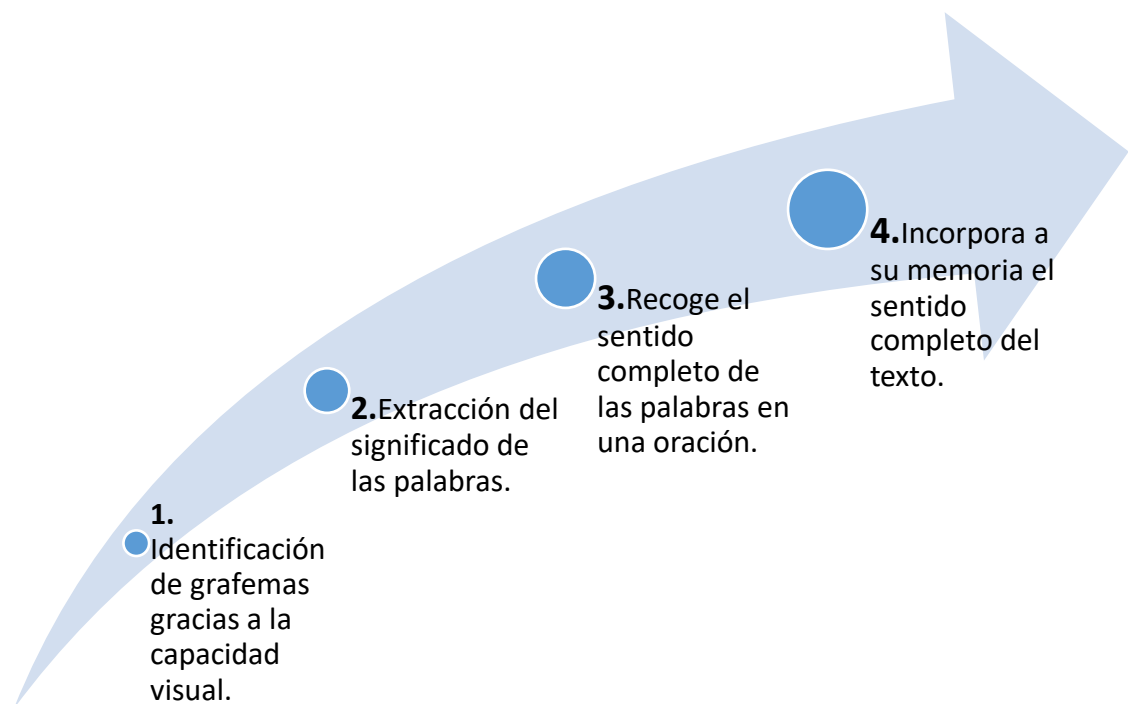 1.
Identificación
de grafemas
gracias a la
capacidad
visual.
2.Extracción del
significado de
las palabras.
3.Recoge el
sentido
completo de
las palabras en
una oración.
4.Incorpora a
su memoria el
sentido
completo del
texto.